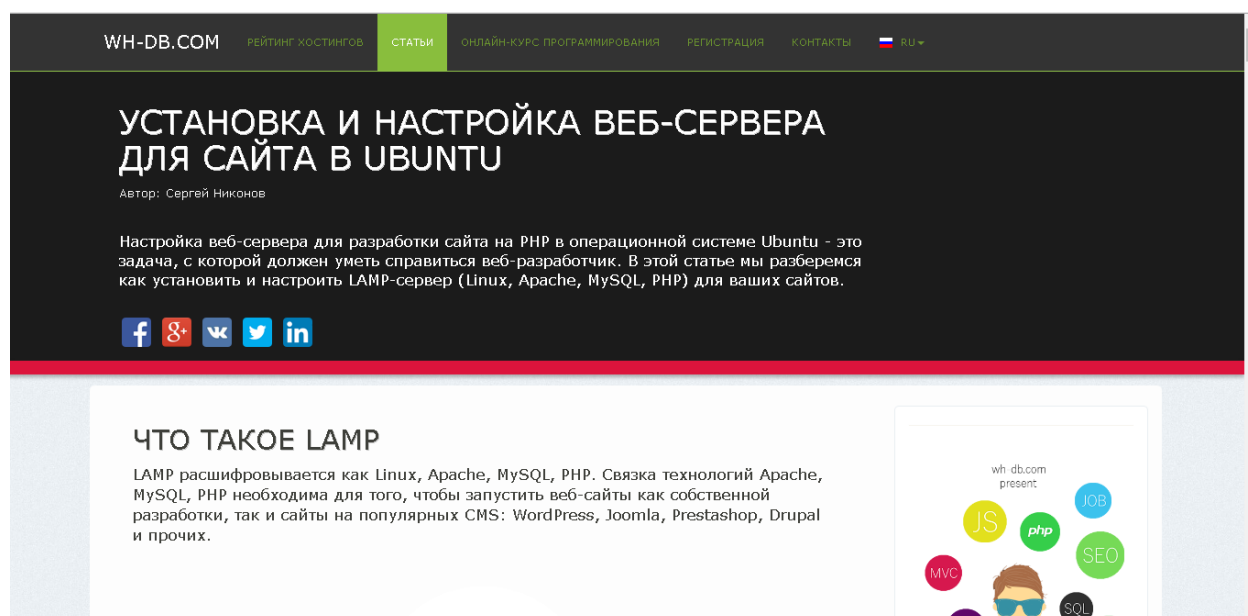 WH-DB.COM РЕЙТИНГ ХОСТИНГОВ СТАТЬИ ОНЛАЙН-КУРС ПРОГРАММИРОВАНИЯ РЕГИСТРАЦИЯ КОНТАКТЫ RU
УСТАНОВКА И НАСТРОЙКА ВЕБ-СЕРВЕРА
ДЛЯ САЙТА В UBUNTU
Автор: Сергей Никонов
Настройка веб-сервера для разработки сайта на PHP в операционной системе Ubuntu - это
задача, с которой должен уметь справиться веб-разработчик. В этой статье мы разберемся
как установить и настроить LAMP-сервер (Linux, Apache, MySQL, PHP) для ваших сайтов.
f g+ vk in
ЧТО ТАКОЕ LAMP
LAMP расшифровывается как Linux, Apache, MySQL, PHP. Связка технологий Apache,
MySQL, PHP необходима для того, чтобы запустить веб-сайты как собственной
разработки, так и сайты на популярных CMS: WordPress, Joomla, Prestashop, Drupal
и прочих.
wh-db.com
present
JOB
JS
php
SEO
MVC
SQL